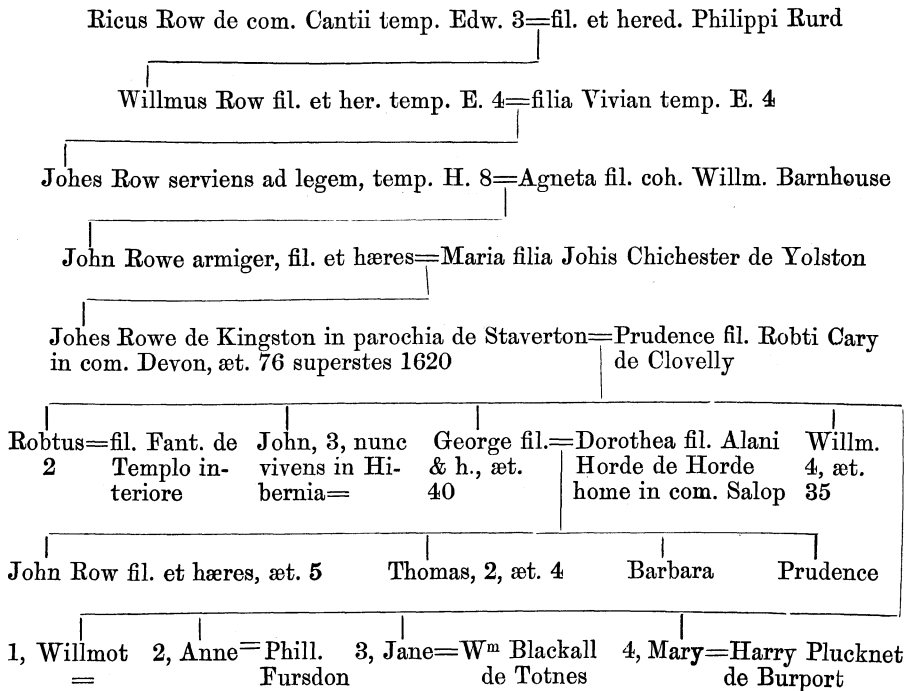 Ricus Row de com. Cantii temp. Edw. 3=fil. et hered. Philippi Rurd
Willmus Row fil. et her. temp. E. 4=filia Vivian temp. E. 4
Johes Row serviens ad legem, temp. H. 8=Agneta fil. coh. Willm. Barnhouse
John Rowe armiger, fil. et hæres=Maria filia Johis Chichester de Yolston
Johes Rowe de Kingston in parochia de Staverton=Prudence fil. Robti Cary
in com. Devon, æt. 76 superstes 1620 de Clovelly
Robtus=fil. Fant. de John, 3, nunc George fil.=Dorothea fil. Alani Willm.
2 Templo in- vivens in Hi- & h., æt. Horde de Horde 4, æt.
teriore bernia= 40 home in com. Salop 35
John Row fil. et hæres, æt. 5 Thomas, 2, æt. 4 Barbara Prudence
1, Willmot 2, Anne=Phill. 3, Jane=Wm Blackall 4, Mary=Harry Plucknet
= Fursdon de Totnes de Burport